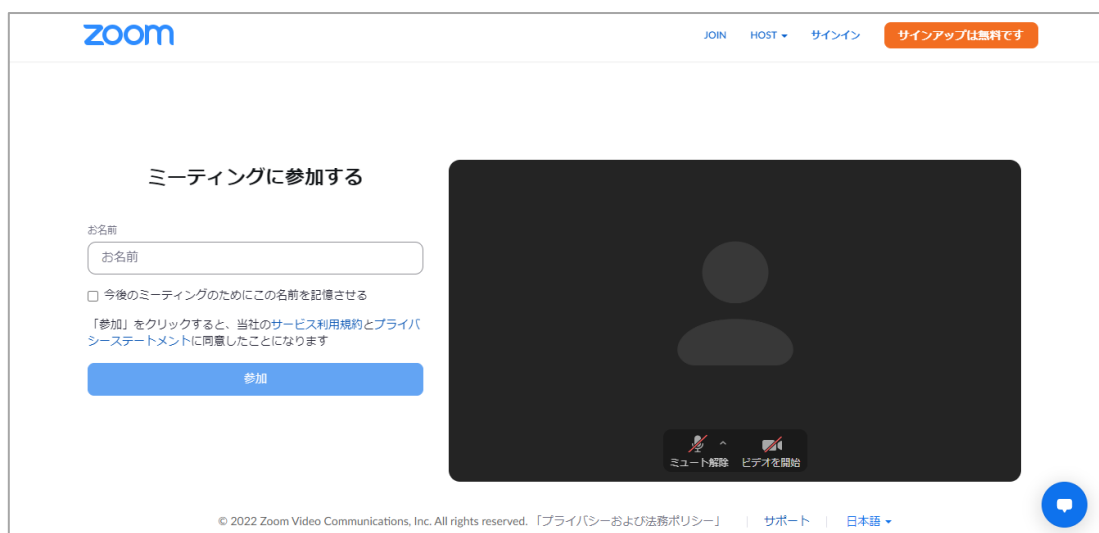 zoom
JOIN HOST サインイン サインアップは無料です
ミーティングに参加する
お名前
お名前
今後のミーティングのためにこの名前を記憶させる
「参加」をクリックすると、当社のサービス利用規約とプライバ
シーステートメントに同意したことになります
参加
ミュート解除 ビデオを開始
© 2022 Zoom Video Communications, Inc. All rights reserved. 「プライバシーおよび法務ポリシー」 サポート 日本語